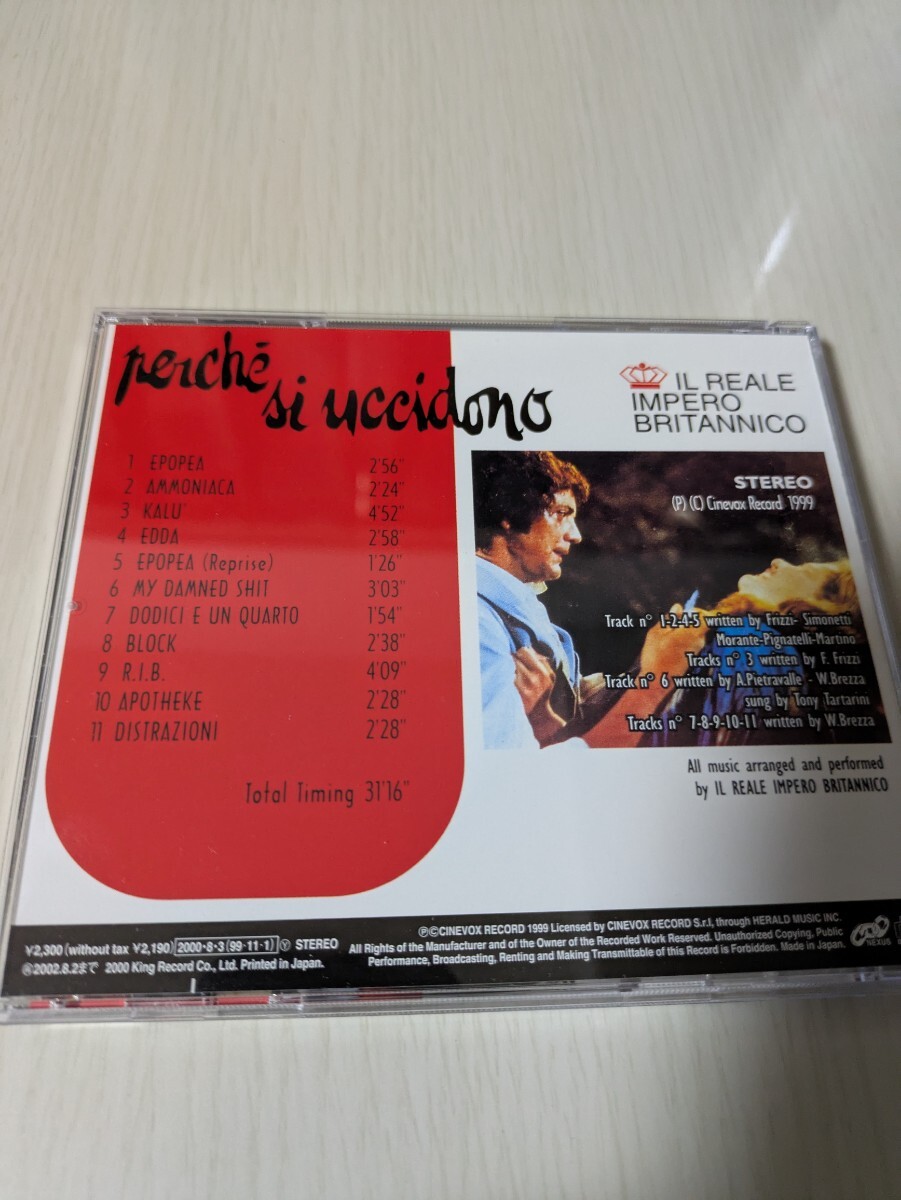 perché
si uccidono
1 EPOPEA 2'56"
2 AMMONIACA 2'24"
3 KALU' 4'52"
4 EDDA 2'58"
5 EPOPEA (Reprise) 1'26"
6 MY DAMNED SHIT 3'03"
7 DODICI E UN QUARTO 1'54"
8 BLOCK 2'38"
9 R.I.B. 4'09"
10 APOTHEKE 2'28"
11 DISTRAZIONI 2'28"
Total Timing 31'16"
IL REALE
IMPERO
BRITANNICO
STEREO
(P) (C) Cinevox Record 1999
Track n° 1-2-4-5 written by Frizzi- Simonetti
Morante-Pignatelli-Martino
Tracks n° 3 written by F. Frizzi
Track n° 6 written by A.Pietravalle - W.Brezza
sung by Tony Tartarini
Tracks n° 7-8-9-10-11 written by W.Brezza
All music arranged and performed
by IL REALE IMPERO BRITANNICO
¥2,300 (without tax ¥2,190) 2000・8・3 (99・11・1) Ⓨ STEREO
2002.8.2まで 2000 King Record Co., Ltd. Printed in Japan.
ⓅⒸCINEVOX RECORD 1999 Licensed by CINEVOX RECORD S.r.l, through HERALD MUSIC INC.
All Rights of the Manufacturer and of the Owner of the Recorded Work Reserved. Unauthorized Copying, Public
Performance, Broadcasting, Renting and Making Transmittable of this Record is Forbidden. Made in Japan.
NEXUS